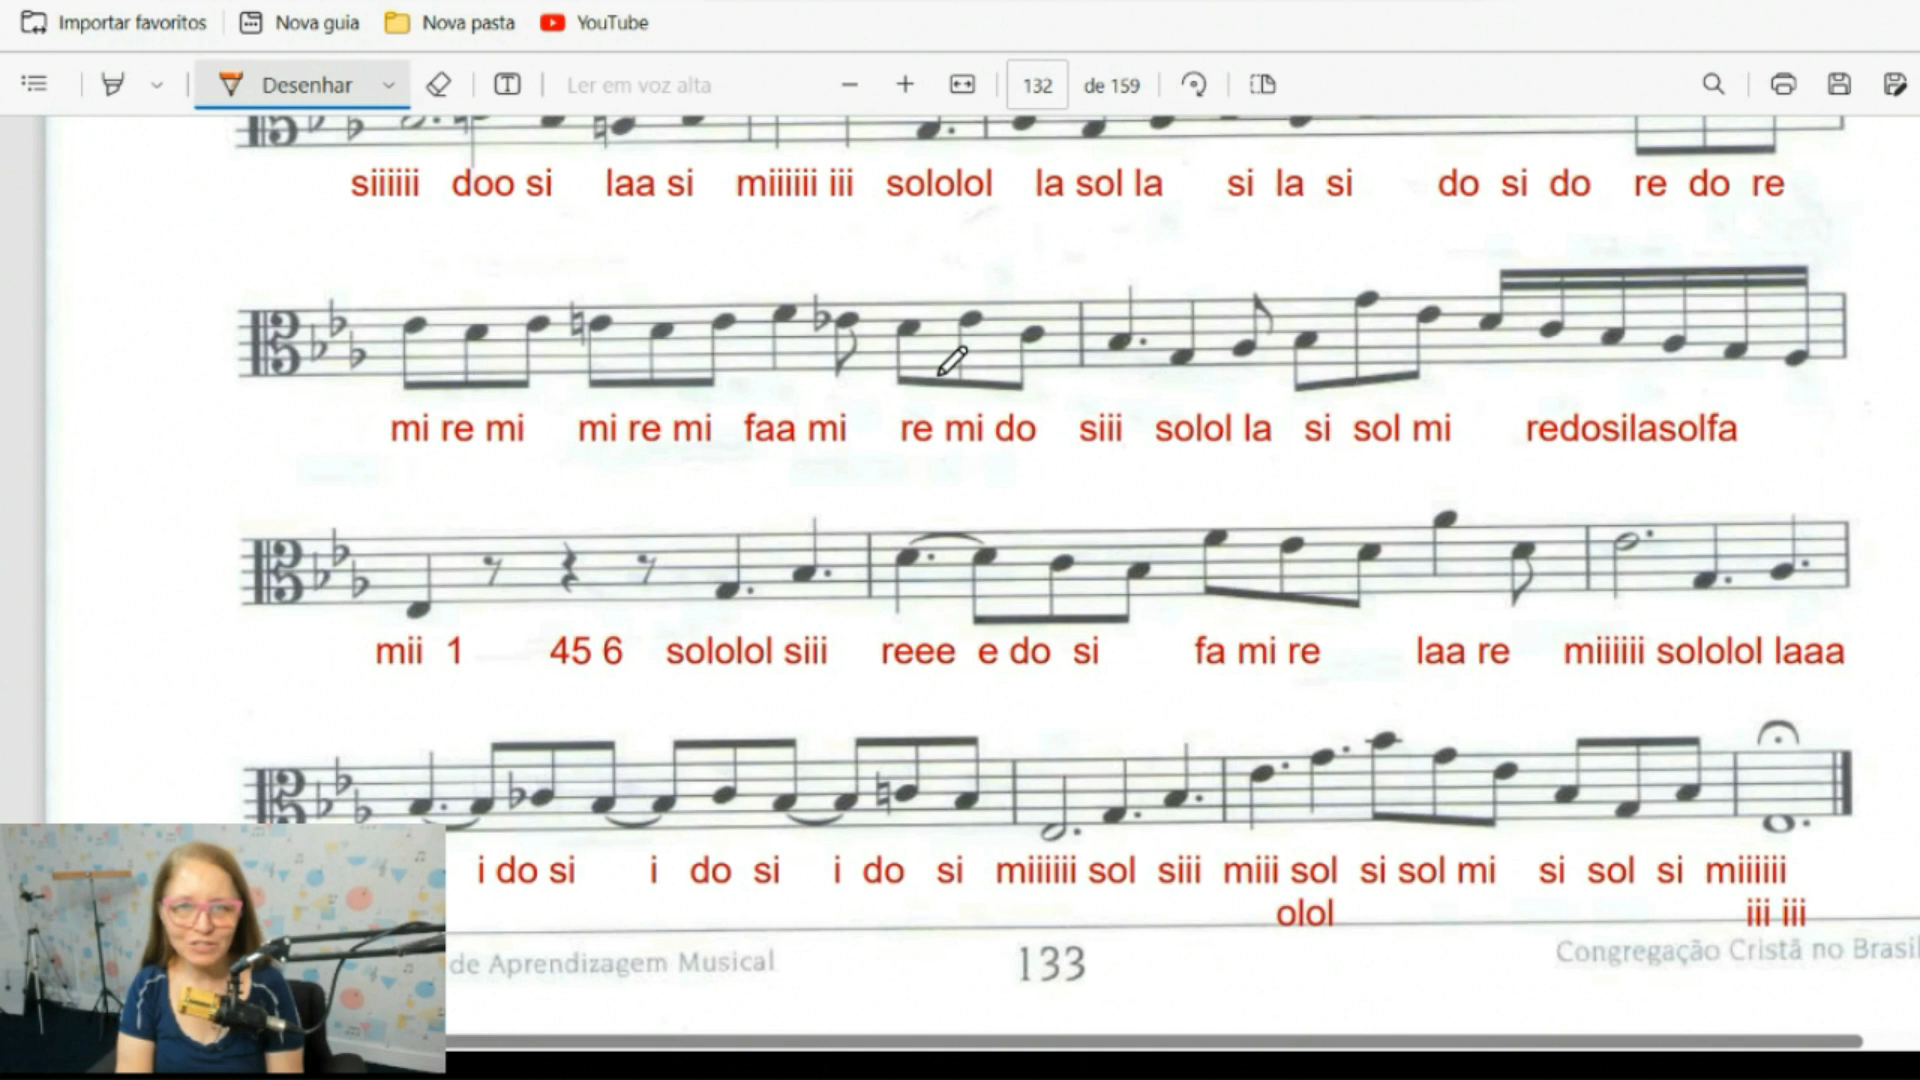 Importar favoritos Nova guia Nova pasta YouTube
Desenhar Ler em voz alta 132 de 159
siiiiii doo si laa si miiiiii iii sololol la sol la si la si do si do re do re
mi re mi mi re mi faa mi re mi do siii solol la si sol mi redosilasolfa
mii 1 45 6 sololol siii reee e do si fa mi re laa re miiiiii sololol laaa
i do si i do si i do si miiiiii sol siii miii sol si sol mi si sol si miiiiii
olol iii iii
de Aprendizagem Musical 133 Congregação Cristã no Brasil